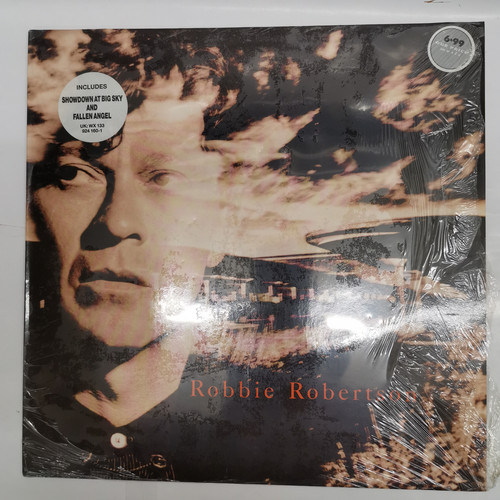 INCLUDES
SHOWDOWN AT BIG SKY
AND
FALLEN ANGEL
UK: WX 133
924 160-1
6·99
Robbie Robertson